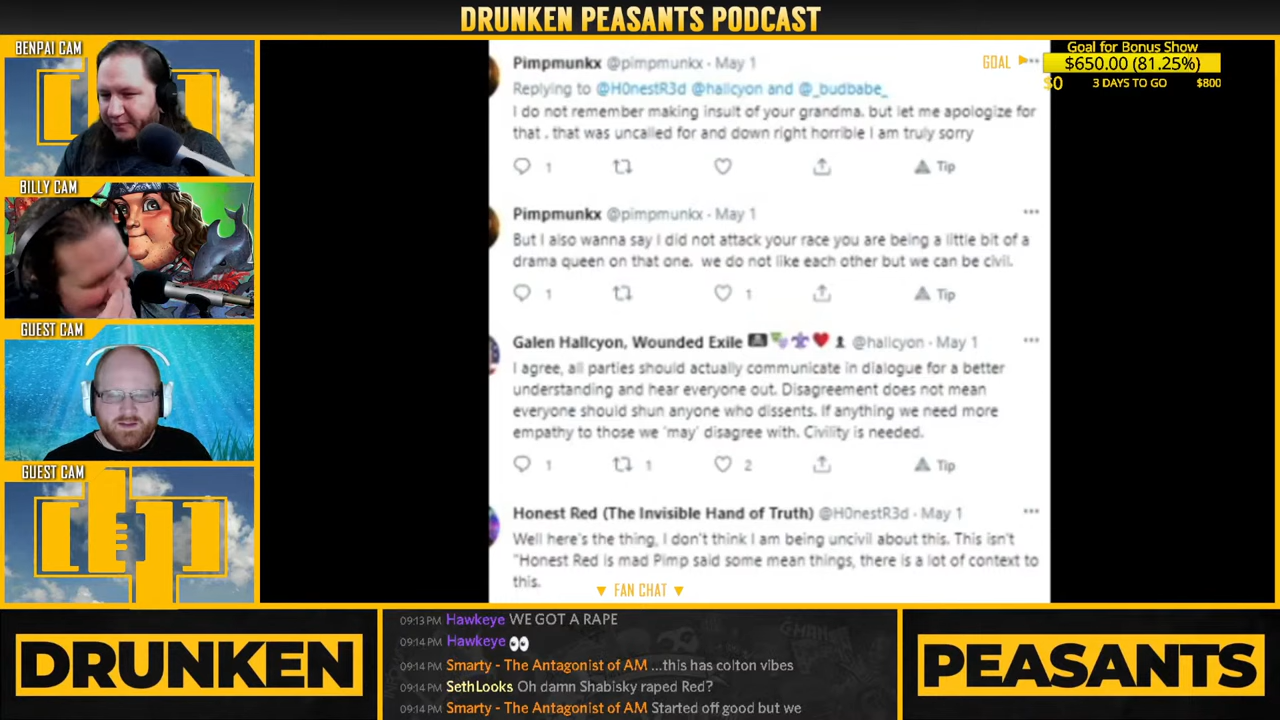 DRUNKEN PEASANTS PODCAST
BENPAI CAM
BILLY CAM
GUEST CAM
GUEST CAM
GOAL
Goal for Bonus Show
$650.00 (81.25%)
$0 3 DAYS TO GO $800
Pimpmunkx @pimpmunkx · May 1
Replying to @H0nestR3d @hallcyon and @_budbabe_
I do not remember making insult of your grandma. but let me apologize for
that . that was uncalled for and down right horrible I am truly sorry
1 Tip
Pimpmunkx @pimpmunkx · May 1
But I also wanna say I did not attack your race you are being a little bit of a
drama queen on that one. we do not like each other but we can be civil.
1 1 Tip
Galen Hallcyon, Wounded Exile @hallcyon · May 1
I agree, all parties should actually communicate in dialogue for a better
understanding and hear everyone out. Disagreement does not mean
everyone should shun anyone who dissents. If anything we need more
empathy to those we 'may' disagree with. Civility is needed.
1 1 2 Tip
Honest Red (The Invisible Hand of Truth) @H0nestR3d · May 1
Well here's the thing, I don't think I am being uncivil about this. This isn't
"Honest Red is mad Pimp said some mean things, there is a lot of context to
this.
▼ FAN CHAT ▼
09:13 PM Hawkeye WE GOT A RAPE
09:14 PM Hawkeye 👀
09:14 PM Smarty - The Antagonist of AM ...this has colton vibes
09:14 PM SethLooks Oh damn Shabisky raped Red?
09:14 PM Smarty - The Antagonist of AM Started off good but we
DRUNKEN
PEASANTS